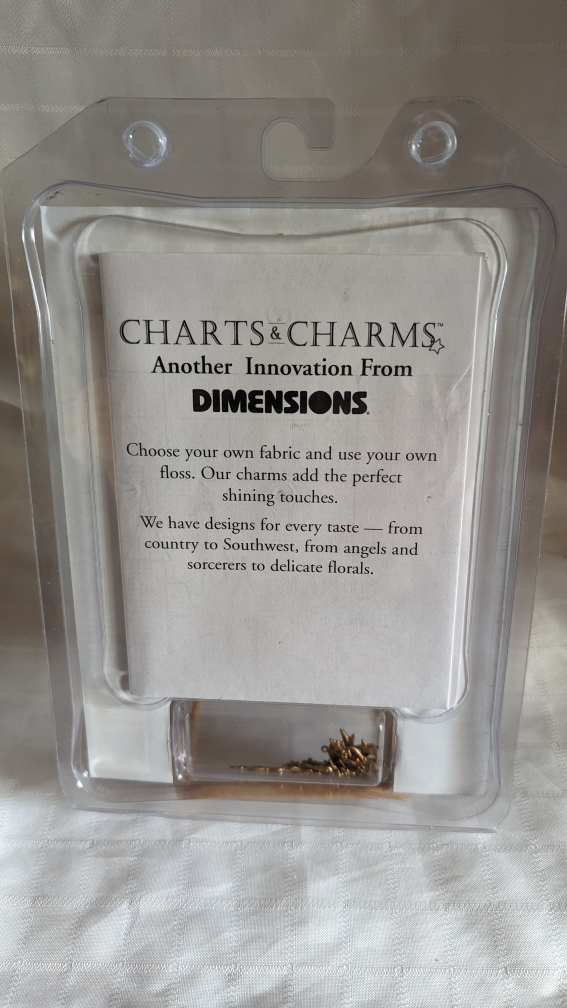 CHARTS & CHARMS™
Another Innovation From
DIMENSIONS®
Choose your own fabric and use your own
floss. Our charms add the perfect
shining touches.
We have designs for every taste — from
country to Southwest, from angels and
sorcerers to delicate florals.